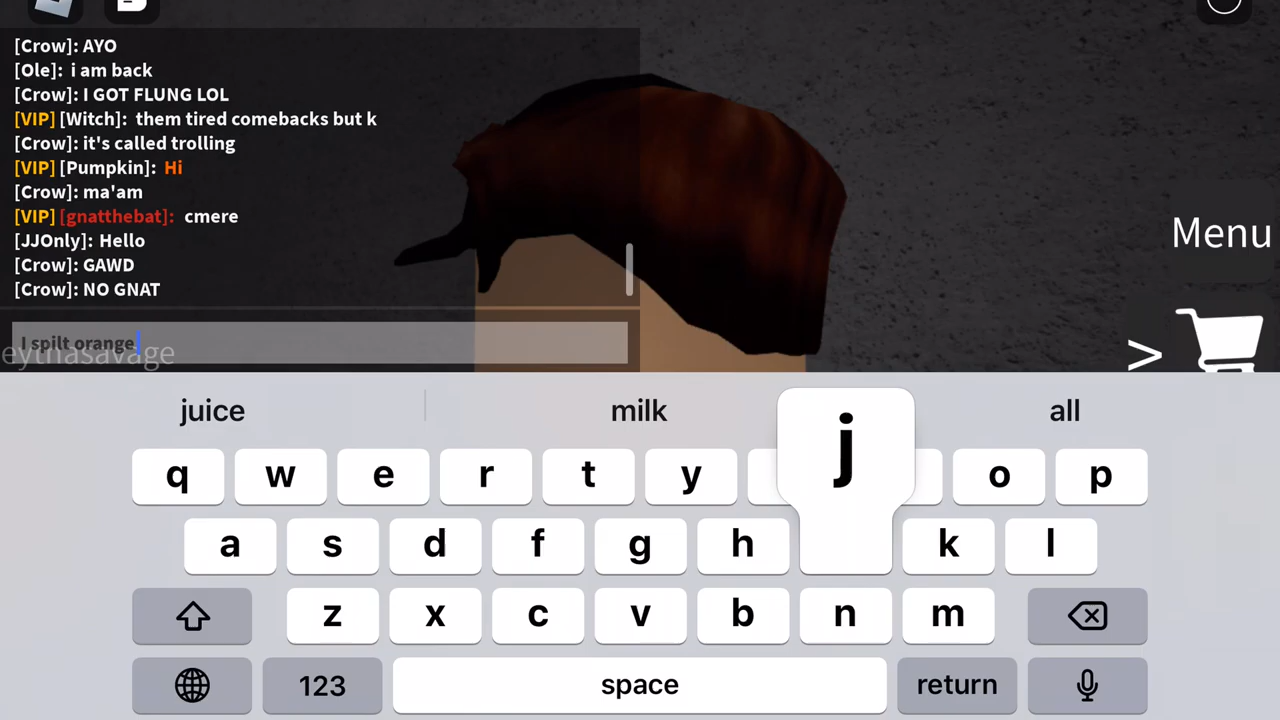 [Crow]: AYO
[Ole]: i am back
[Crow]: I GOT FLUNG LOL
[VIP] [Witch]: them tired comebacks but k
[Crow]: it's called trolling
[VIP] [Pumpkin]: Hi
[Crow]: ma'am
[VIP] [gnatthebat]: cmere
[JJOnly]: Hello
[Crow]: GAWD
[Crow]: NO GNAT
Menu
I spilt orange
eythasavage
>
juice milk all
q w e r t y o p
j
a s d f g h k l
z x c v b n m
123 space return